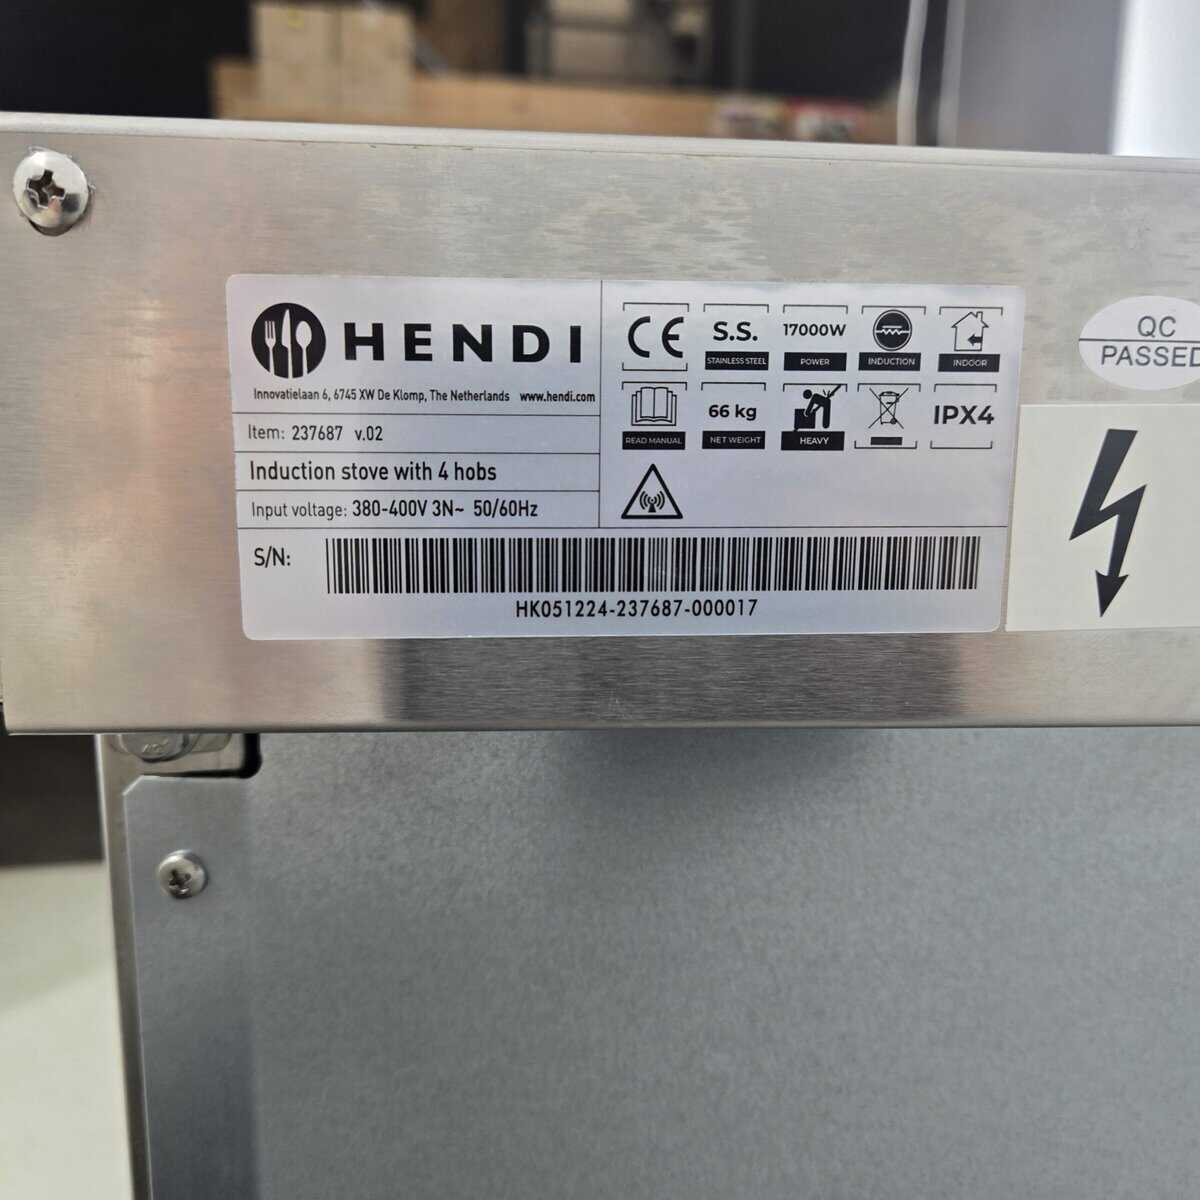 HENDI
Innovatielaan 6, 6745 XW De Klomp, The Netherlands www.hendi.com
Item: 237687 v.02
Induction stove with 4 hobs
Input voltage: 380-400V 3N~ 50/60Hz
CE
S.S.
STAINLESS STEEL
17000W
POWER
INDUCTION
INDOOR
READ MANUAL
66 kg
NET WEIGHT
HEAVY
IPX4
S/N:
HK051224-237687-000017
QC
PASSED